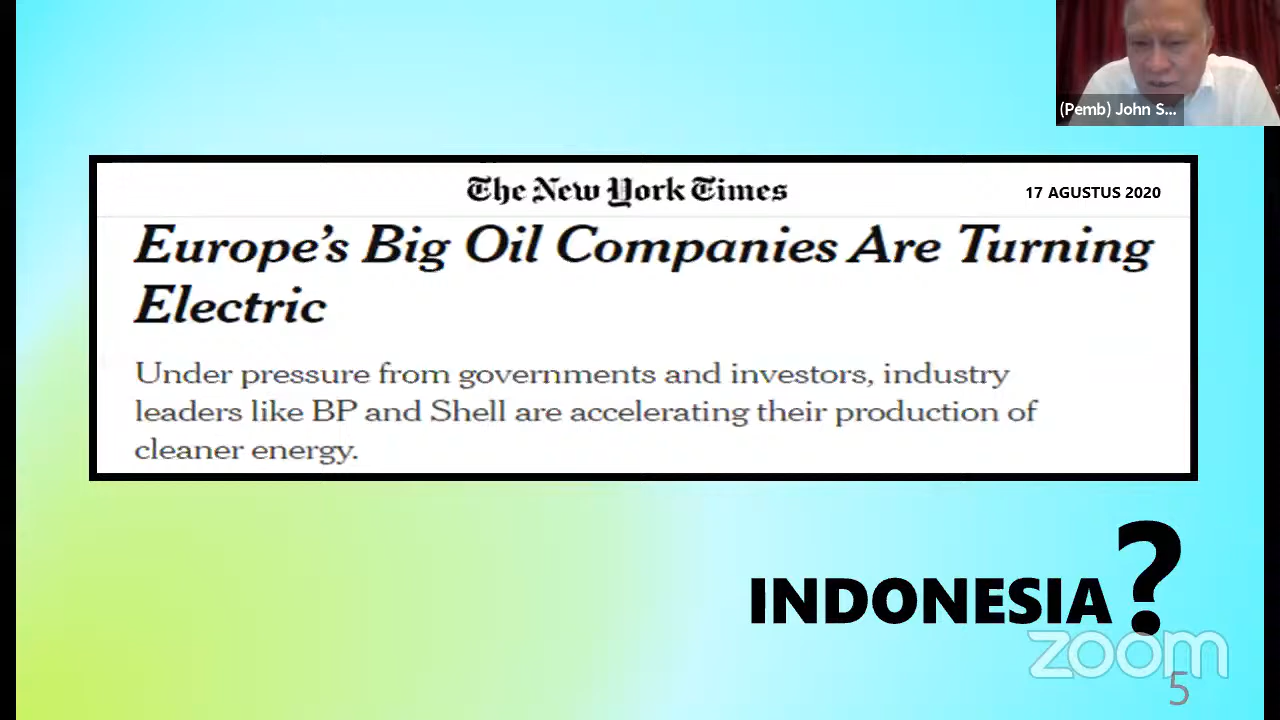 (Pemb) John S...
The New York Times
17 AGUSTUS 2020
Europe's Big Oil Companies Are Turning
Electric
Under pressure from governments and investors, industry
leaders like BP and Shell are accelerating their production of
cleaner energy.
INDONESIA?
zoom
5